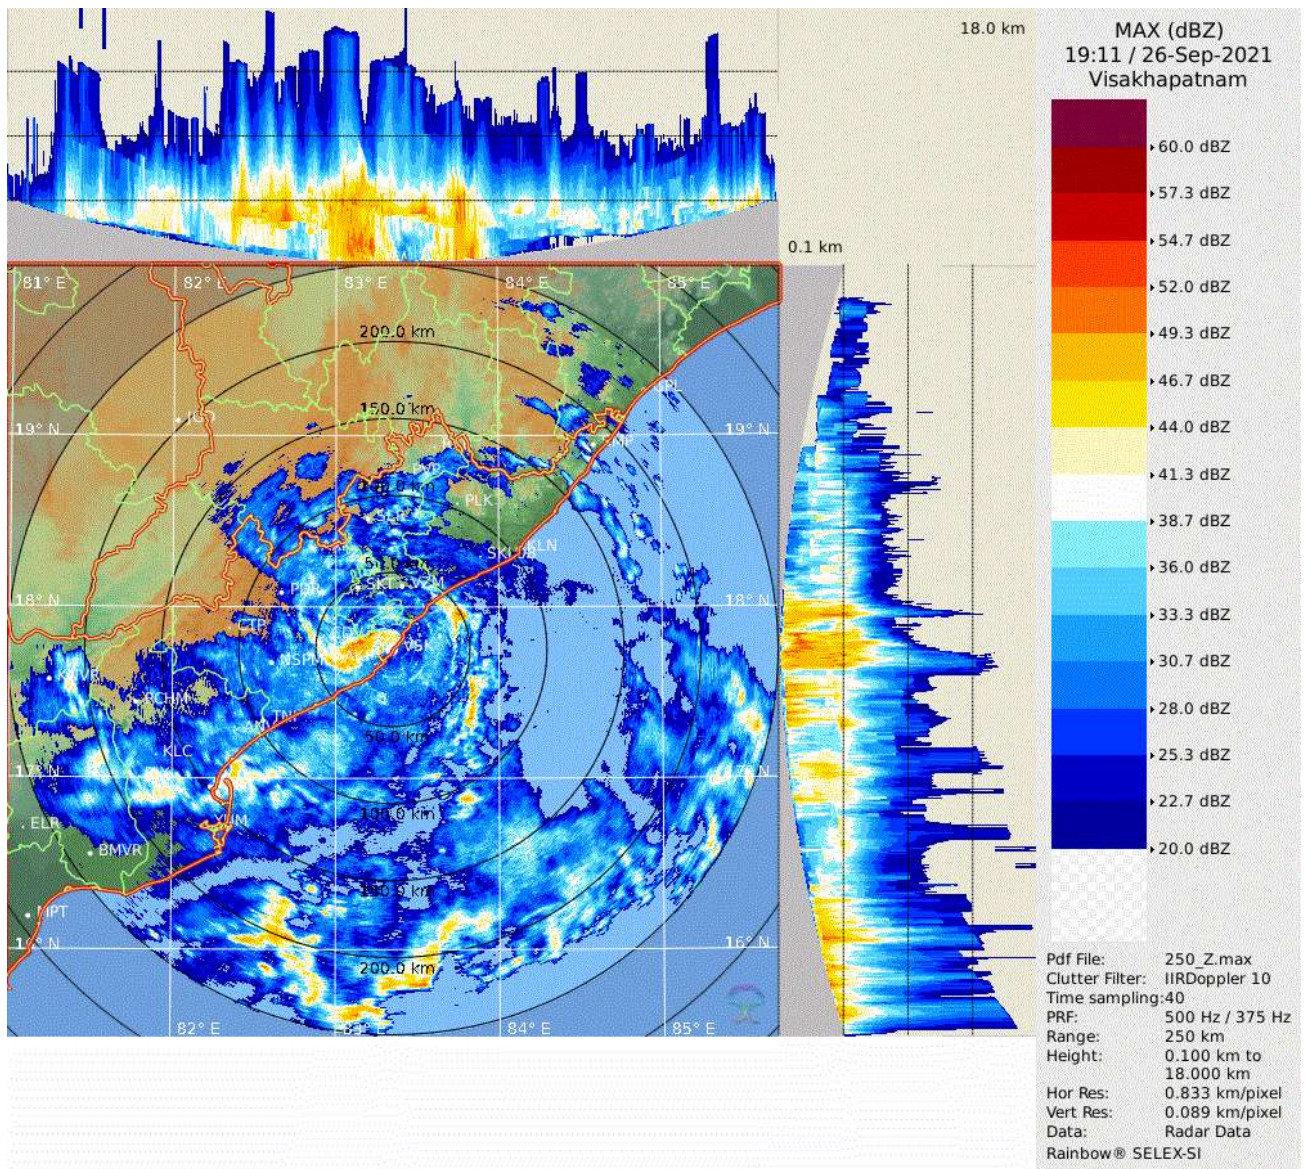 18.0 km
MAX (dBZ)
19:11 / 26-Sep-2021
Visakhapatnam
60.0 dBZ
57.3 dBZ
54.7 dBZ
52.0 dBZ
49.3 dBZ
46.7 dBZ
44.0 dBZ
41.3 dBZ
38.7 dBZ
36.0 dBZ
33.3 dBZ
30.7 dBZ
28.0 dBZ
25.3 dBZ
22.7 dBZ
20.0 dBZ
0.1 km
81° E
82° E
83° E
84° E
85° E
200.0 km
150.0 km
19° N
19° N
PLK
KLN
SKT
VZM
18° N
18° N
NSPM
VSK
RCHM
TNI
50.0 km
KLC
17° N
17° N
100.0 km
ELR
YNM
BMVR
MPT
16° N
200.0 km
82° E
83° E
84° E
85° E
Pdf File: 250_Z.max
Clutter Filter: IIRDoppler 10
Time sampling:40
PRF: 500 Hz / 375 Hz
Range: 250 km
Height: 0.100 km to
18.000 km
Hor Res: 0.833 km/pixel
Vert Res: 0.089 km/pixel
Data: Radar Data
Rainbow® SELEX-SI